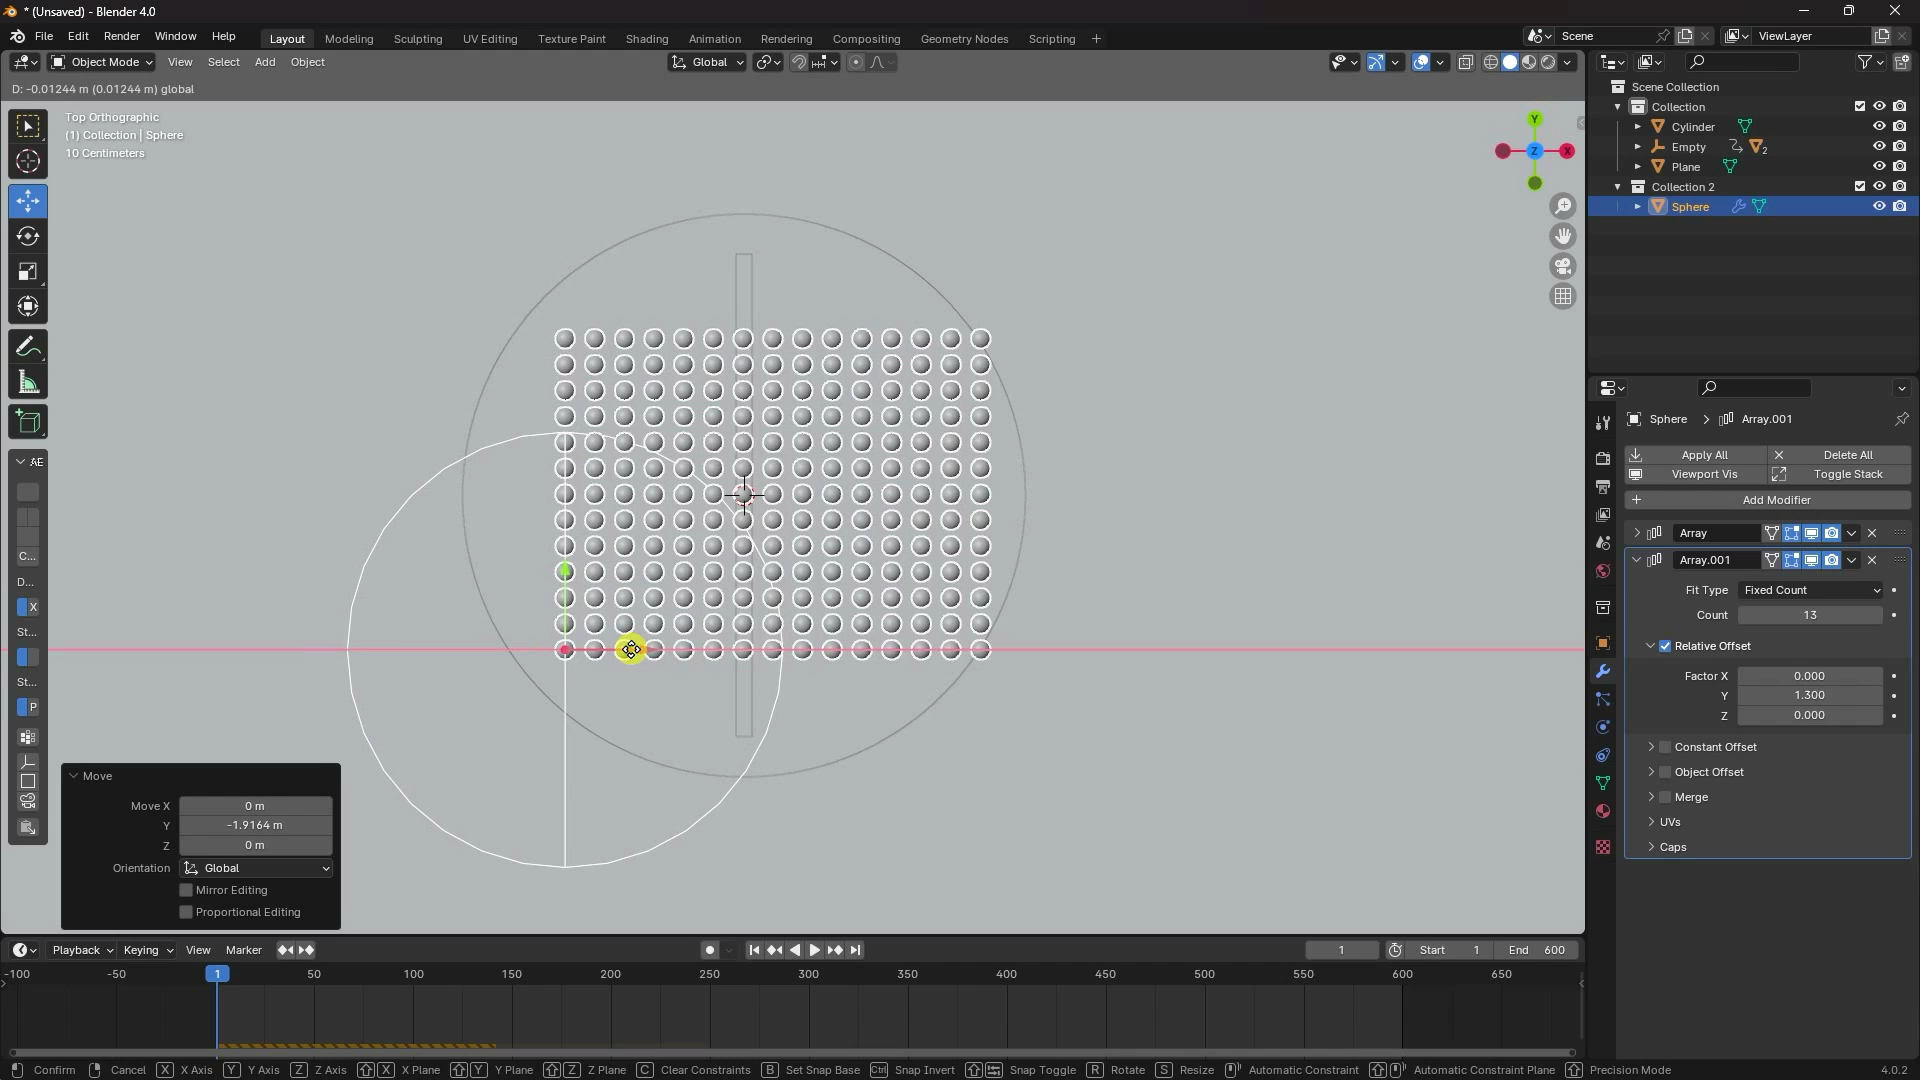 * (Unsaved) - Blender 4.0
File Edit Render Window Help Layout Modeling Sculpting UV Editing Texture Paint Shading Animation Rendering Compositing Geometry Nodes Scripting + Scene ViewLayer
Object Mode View Select Add Object Global
D: -0.01244 m (0.01244 m) global
Top Orthographic
(1) Collection | Sphere
10 Centimeters
Y
Z X
Scene Collection
Collection
Cylinder
Empty 2
Plane
Collection 2
Sphere
AE
C...
D...
X
St...
St...
P
Sphere > Array.001
Apply All Delete All
Viewport Vis Toggle Stack
Add Modifier
Array
Array.001
Fit Type Fixed Count
Count 13
Relative Offset
Factor X 0.000
Y 1.300
Z 0.000
Constant Offset
Object Offset
Merge
UVs
Caps
Move
Move X 0 m
Y -1.9164 m
Z 0 m
Orientation Global
Mirror Editing
Proportional Editing
Playback Keying View Marker 1 Start 1 End 600
-100 -50 1 50 100 150 200 250 300 350 400 450 500 550 600 650
Confirm Cancel X X Axis Y Y Axis Z Z Axis X X Plane Y Y Plane Z Z Plane C Clear Constraints B Set Snap Base Ctrl Snap Invert Snap Toggle R Rotate S Resize Automatic Constraint Automatic Constraint Plane Precision Mode 4.0.2